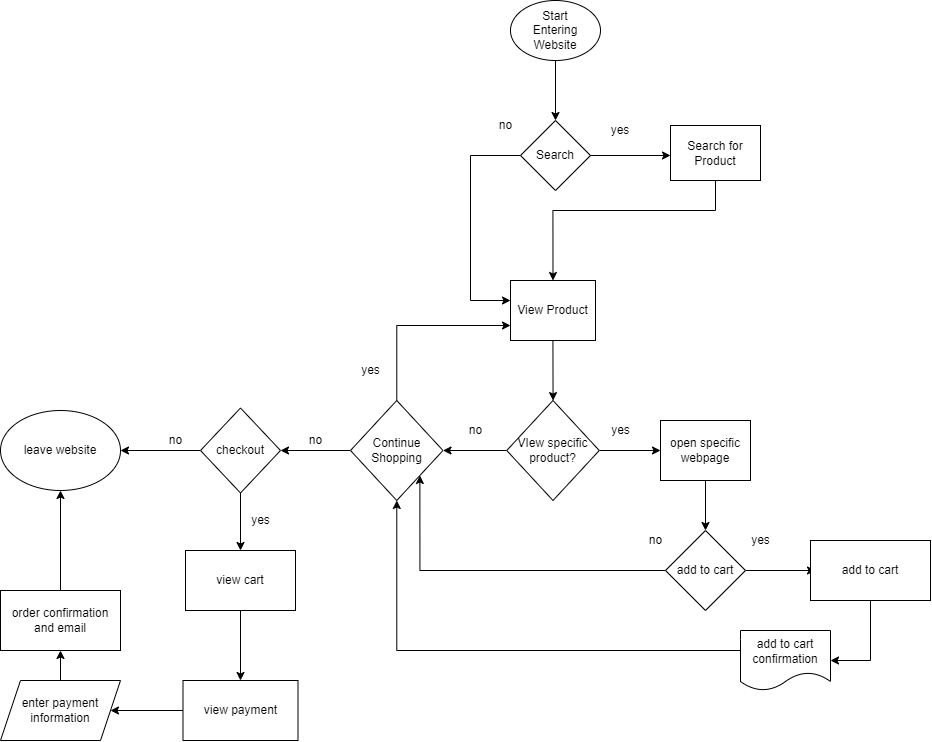 Start
Entering
Website
no
yes
Search
Search for
Product
View Product
yes
VIew specific
product?
yes
no
Continue
Shopping
no
checkout
no
leave website
open specific
webpage
yes
no
yes
add to cart
add to cart
view cart
order confirmation
and email
add to cart
confirmation
enter payment
information
view payment